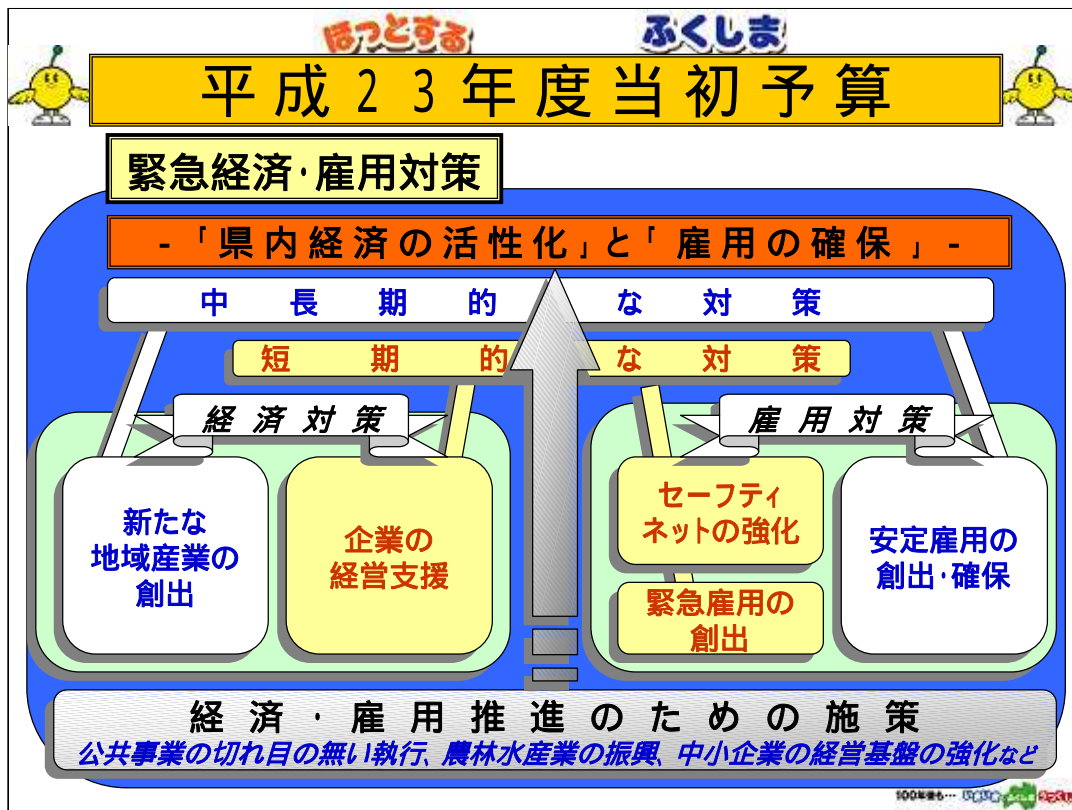 ほっとする ふくしま
平成23年度当初予算
緊急経済・雇用対策
-「県内経済の活性化」と「雇用の確保」-
中長期的な対策
短期的な対策
経済対策
雇用対策
新たな
地域産業の
創出
企業の
経営支援
セーフティ
ネットの強化
緊急雇用の
創出
安定雇用の
創出・確保
経済・雇用推進のための施策
公共事業の切れ目の無い執行、農林水産業の振興、中小企業の経営基盤の強化など
100年後も…